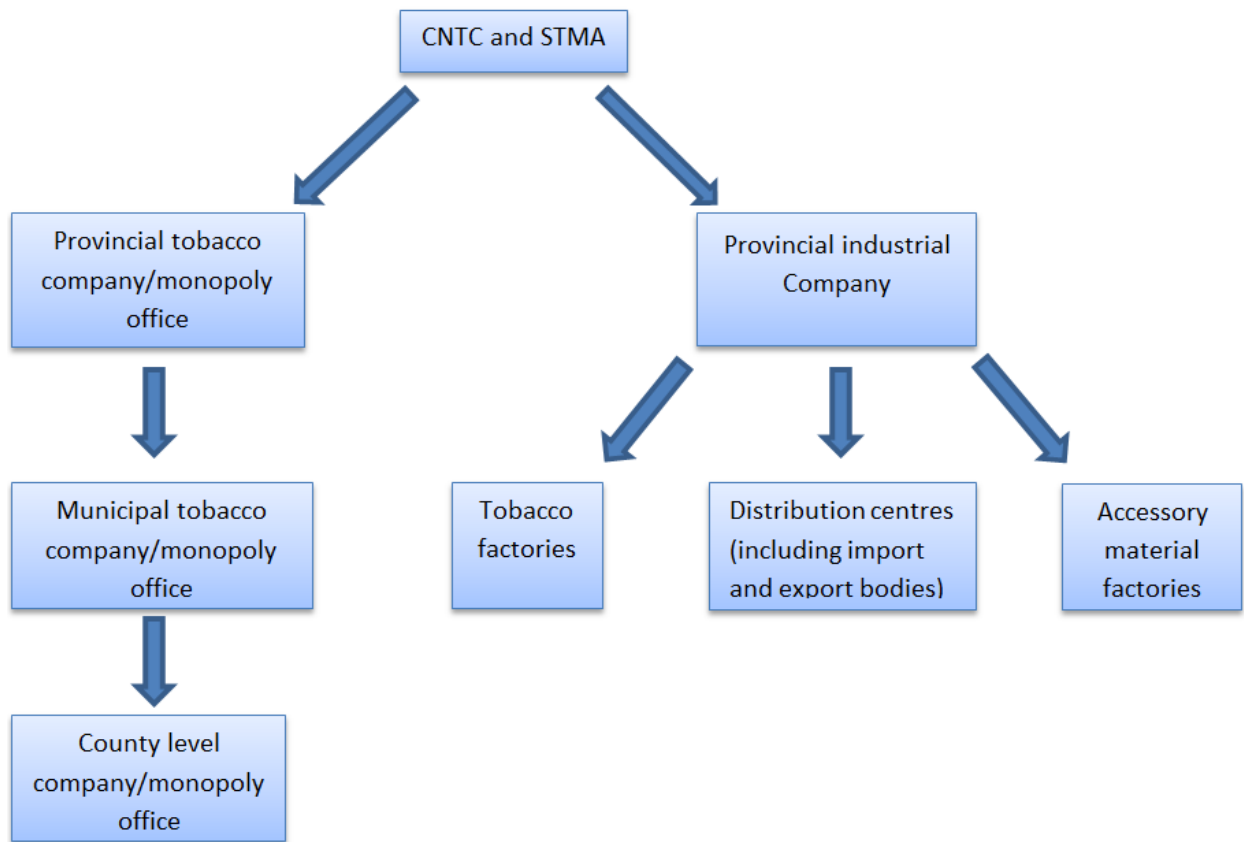 CNTC and STMA
Provincial tobacco
company/monopoly
office
Provincial industrial
Company
Municipal tobacco
company/monopoly
office
Tobacco
factories
Distribution centres
(including import
and export bodies)
Accessory
material
factories
County level
company/monopoly
office